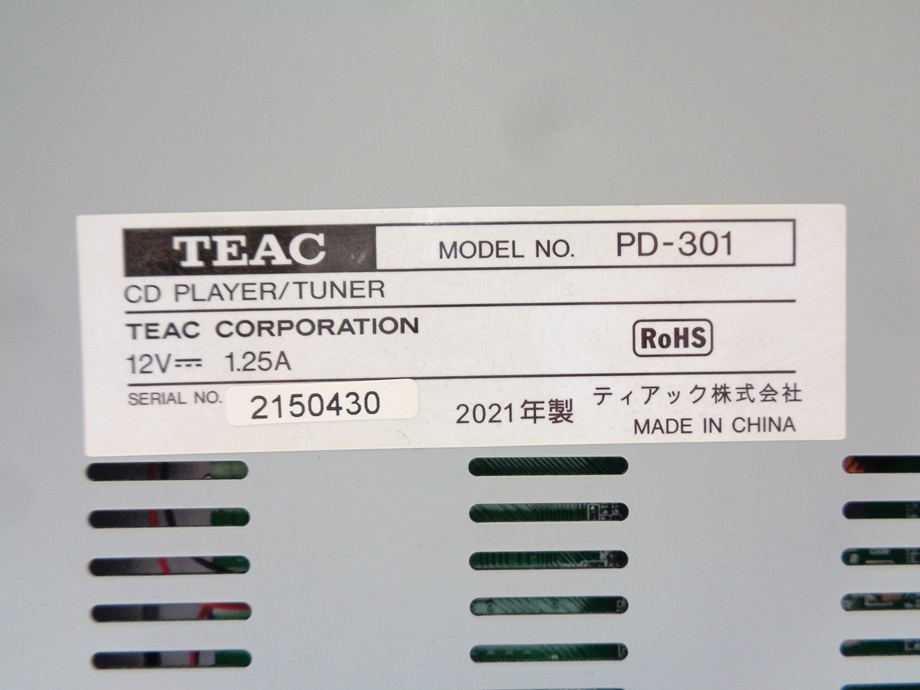 TEAC MODEL NO. PD-301
CD PLAYER/TUNER
TEAC CORPORATION
RoHS
12V⎓ 1.25A
SERIAL NO. 2150430
2021年製 ティアック株式会社
MADE IN CHINA